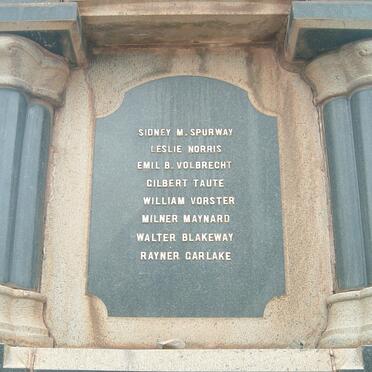 SIDNEY M. SPURWAY
LESLIE NORRIS
EMIL B. VOLBRECHT
GILBERT TAUTE
WILLIAM VORSTER
MILNER MAYNARD
WALTER BLAKEWAY
RAYNER GARLAKE